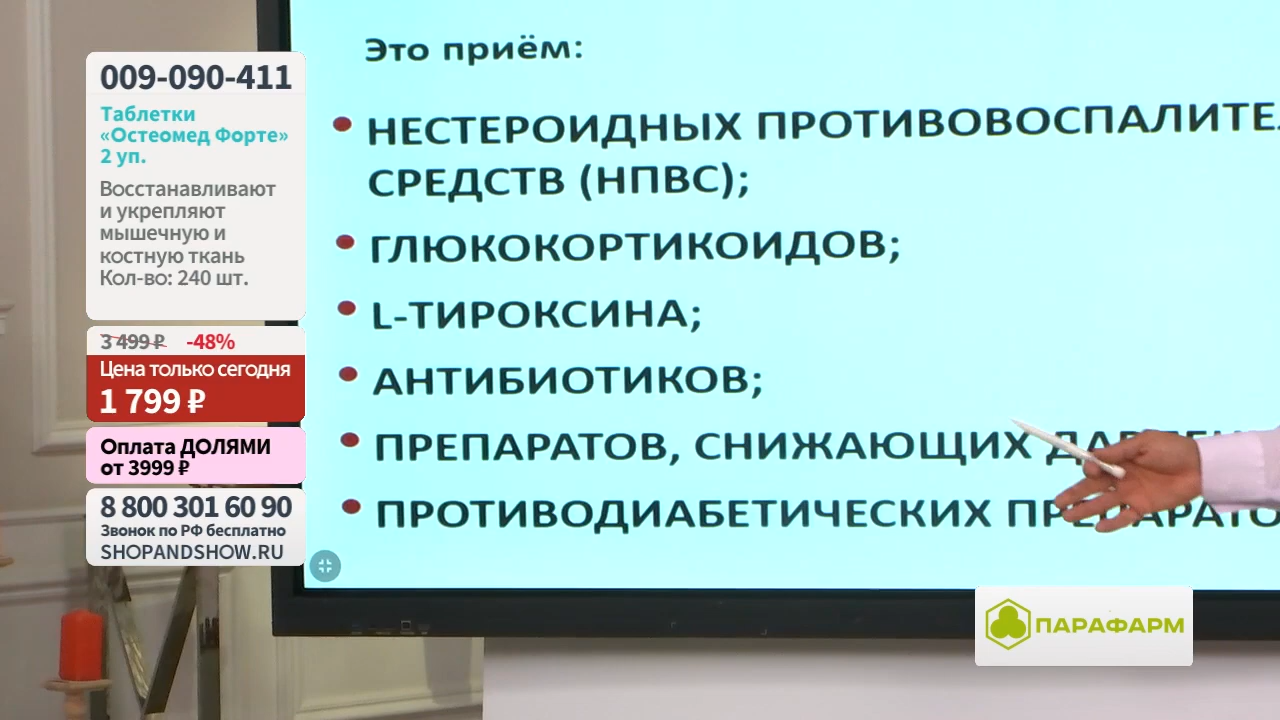 009-090-411
Таблетки
«Остеомед Форте»
2 уп.
Восстанавливают
и укрепляют
мышечную и
костную ткань
Кол-во: 240 шт.
3 499 ₽ -48%
Цена только сегодня
1 799 ₽
Оплата ДОЛЯМИ
от 3999 ₽
8 800 301 60 90
Звонок по РФ бесплатно
SHOPANDSHOW.RU
Это приём:
• НЕСТЕРОИДНЫХ ПРОТИВОВОСПАЛИТЕ
СРЕДСТВ (НПВС);
• ГЛЮКОКОРТИКОИДОВ;
• L-ТИРОКСИНА;
• АНТИБИОТИКОВ;
• ПРЕПАРАТОВ, СНИЖАЮЩИХ
• ПРОТИВОДИАБЕТИЧЕСКИХ
ПАРАФАРМ